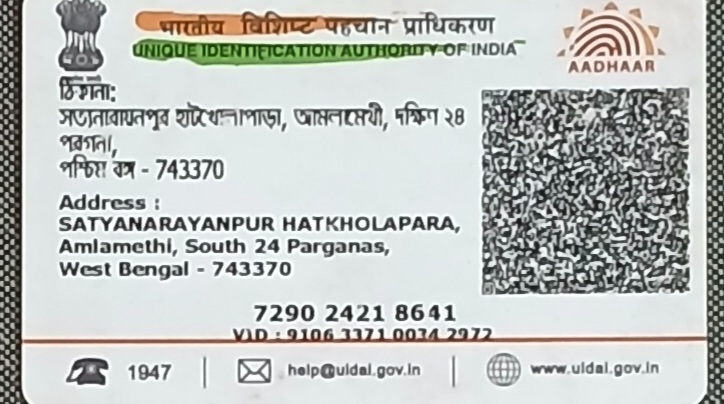 भारतीय विशिष्ट पहचान प्राधिकरण
UNIQUE IDENTIFICATION AUTHORITY OF INDIA
AADHAAR
ঠিকানা:
সত্যনারায়নপুর হাটখোলাপাড়া, আমলামেথী, দক্ষিণ ২৪
পরগনা,
পশ্চিম বঙ্গ - 743370
Address :
SATYANARAYANPUR HATKHOLAPARA,
Amlamethi, South 24 Parganas,
West Bengal - 743370
7290 2421 8641
VID : 9106 3371 0034 2972
1947
help@uidai.gov.in
www.uidai.gov.in